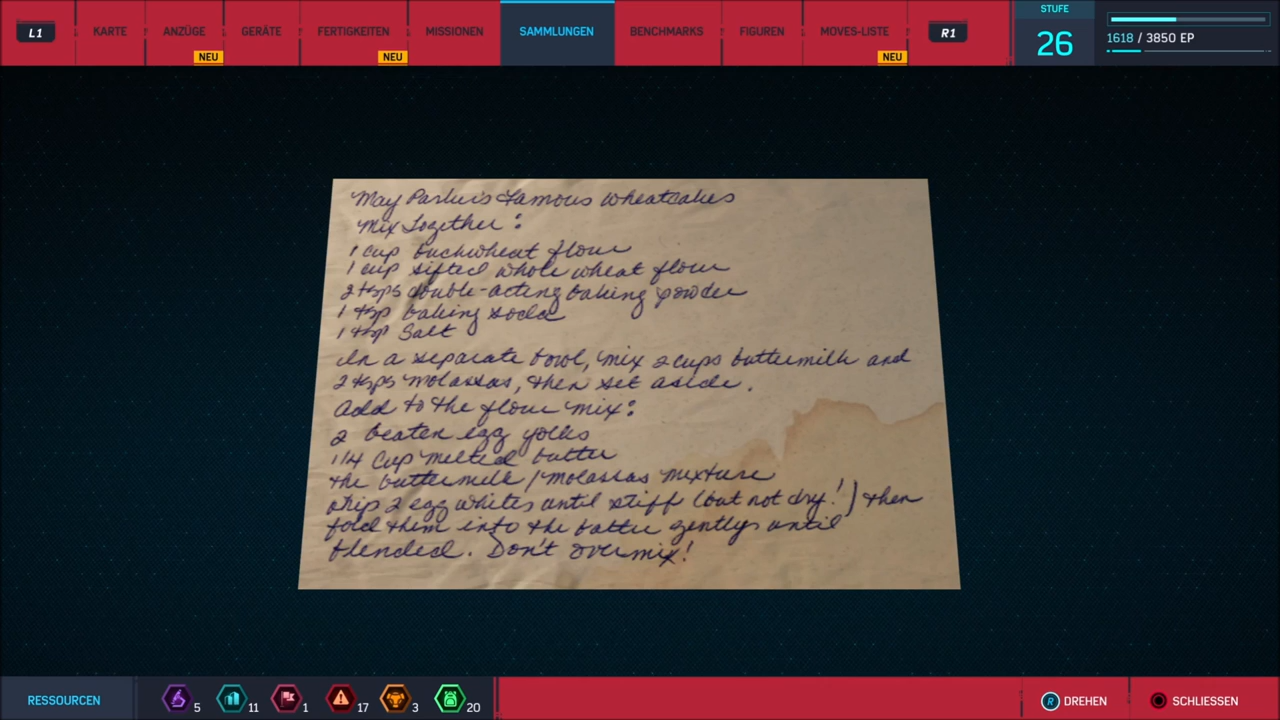 L1
KARTE
ANZÜGE
NEU
GERÄTE
FERTIGKEITEN
NEU
MISSIONEN
SAMMLUNGEN
BENCHMARKS
FIGUREN
MOVES-LISTE
NEU
R1
STUFE
26
1618 / 3850 EP
May Parker's Famous Wheatcakes
Mix Together:
1 cup buckwheat flour
1 cup sifted whole wheat flour
2 tsps double-acting baking powder
1 tsp baking soda
1 tsp Salt
In a separate bowl, mix 2 cups buttermilk and
2 tsps molassas, then set aside.
Add to the flour mix:
2 beaten egg yolks
1/4 Cup melted butter
the buttermilk / molassas mixture
whip 2 egg whites until stiff (but not dry!) then
fold them into the batter gently until
blended. Don't overmix!
RESSOURCEN
5
11
1
17
3
20
R DREHEN
SCHLIESSEN